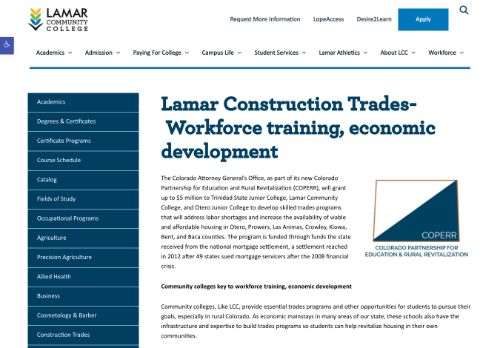 LAMAR
COMMUNITY
COLLEGE
Request More Information
LopeAccess
Desire2Learn
Apply
Academics
Admission
Paying For College
Campus Life
Student Services
Lamar Athletics
About LCC
Workforce
Academics
Degrees & Certificates
Certificate Programs
Course Schedule
Catalog
Fields of Study
Occupational Programs
Agriculture
Precision Agriculture
Allied Health
Business
Cosmetology & Barber
Construction Trades
Lamar Construction Trades-
Workforce training, economic
development
The Colorado Attorney General's Office, as part of its new Colorado
Partnership for Education and Rural Revitalization (COPERR), will grant
up to $5 million to Trinidad State Junior College, Lamar Community
College, and Otero Junior College to develop skilled trades programs
that will address labor shortages and increase the availability of viable
and affordable housing in Otero, Prowers, Las Animas, Crowley, Kiowa,
Bent, and Baca counties. The program is funded through funds the state
received from the national mortgage settlement, a settlement reached
in 2012 after 49 states sued mortgage services after the 2008 financial
crisis.
COPERR
COLORADO PARTNERSHIP FOR
EDUCATION & RURAL REVITALIZATION
Community colleges key to workforce training, economic development
Community colleges, Like LCC, provide essential trades programs and other opportunities for students to pursue their
goals, especially in rural Colorado. As economic mainstays in many areas of our state, these schools also have the
infrastructure and expertise to build trades programs so students can help revitalize housing in their own
communities.